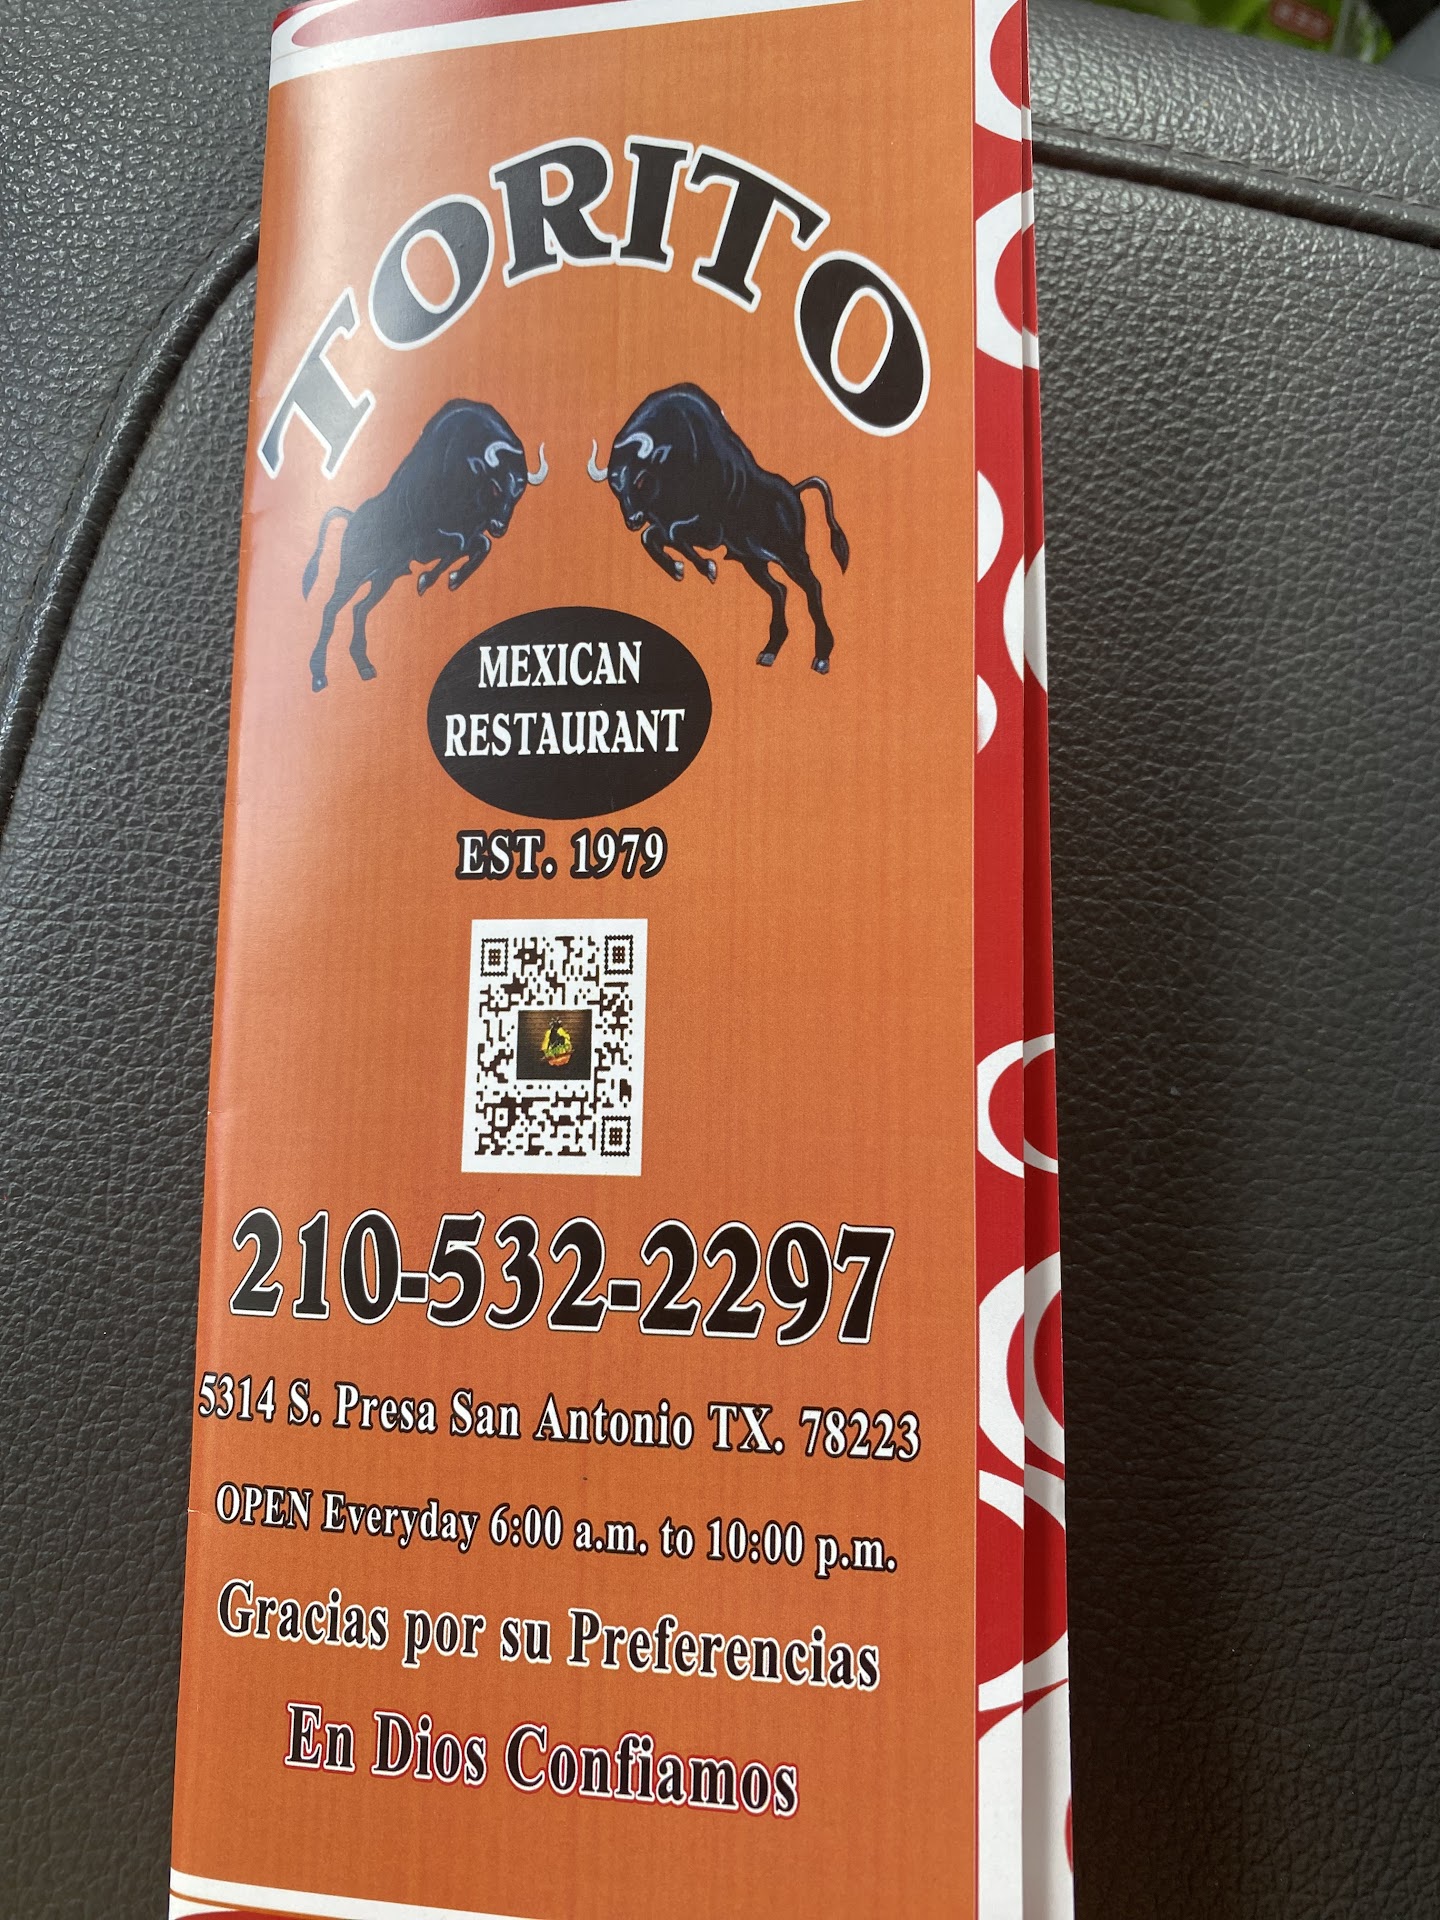 TORITO
MEXICAN
RESTAURANT
EST. 1979
210-532-2297
5314 S. Presa San Antonio TX. 78223
OPEN Everyday 6:00 a.m. to 10:00 p.m.
Gracias por su Preferencias
En Dios Confiamos